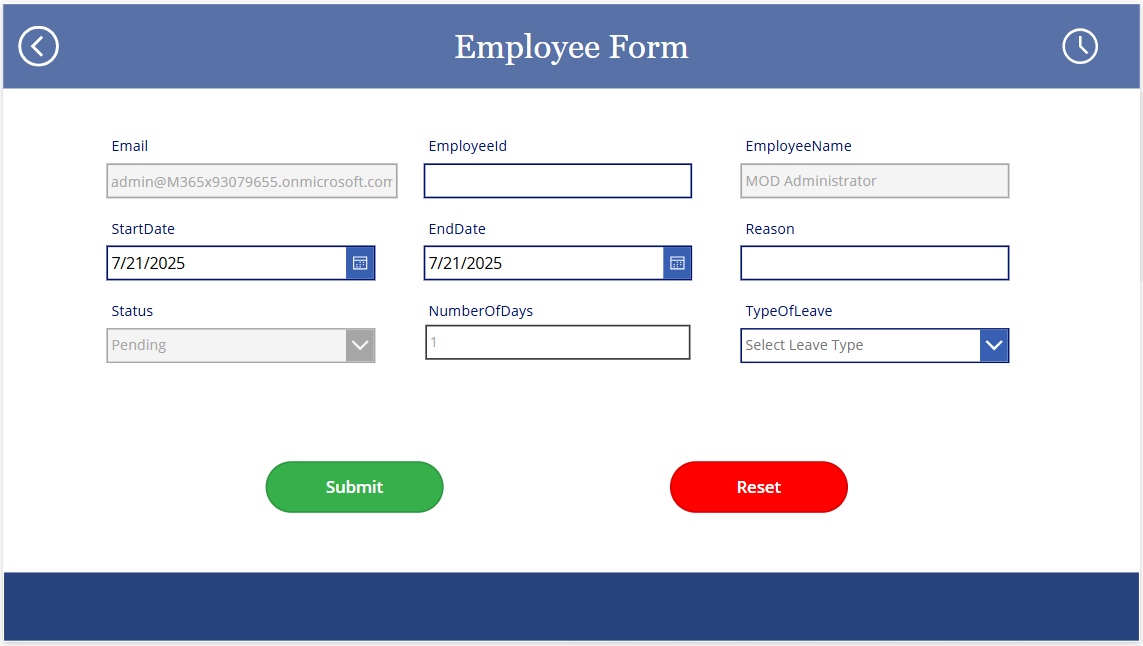 Employee Form
Email EmployeeId EmployeeName
admin@M365x93079655.onmicrosoft.com MOD Administrator
StartDate EndDate Reason
7/21/2025 7/21/2025
Status NumberOfDays TypeOfLeave
Pending 1 Select Leave Type
Submit Reset